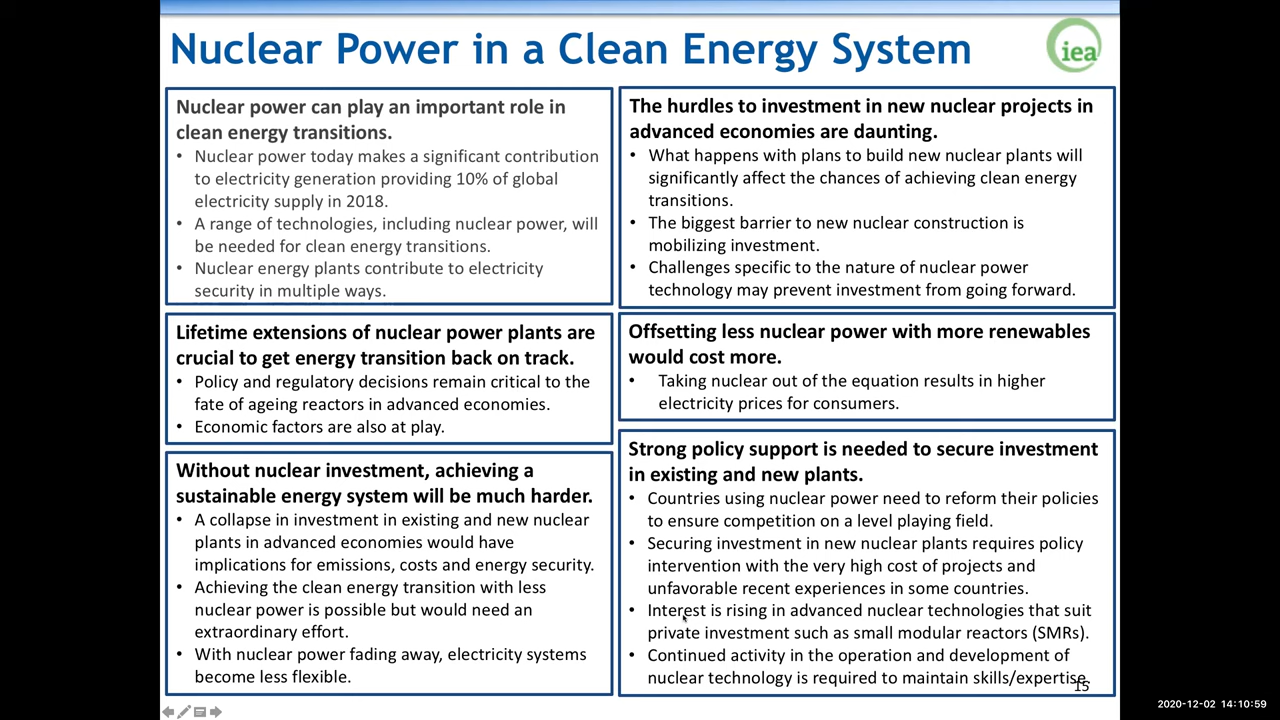 Nuclear Power in a Clean Energy System
iea
Nuclear power can play an important role in
clean energy transitions.
• Nuclear power today makes a significant contribution
to electricity generation providing 10% of global
electricity supply in 2018.
• A range of technologies, including nuclear power, will
be needed for clean energy transitions.
• Nuclear energy plants contribute to electricity
security in multiple ways.
Lifetime extensions of nuclear power plants are
crucial to get energy transition back on track.
• Policy and regulatory decisions remain critical to the
fate of ageing reactors in advanced economies.
• Economic factors are also at play.
Without nuclear investment, achieving a
sustainable energy system will be much harder.
• A collapse in investment in existing and new nuclear
plants in advanced economies would have
implications for emissions, costs and energy security.
• Achieving the clean energy transition with less
nuclear power is possible but would need an
extraordinary effort.
• With nuclear power fading away, electricity systems
become less flexible.
The hurdles to investment in new nuclear projects in
advanced economies are daunting.
• What happens with plans to build new nuclear plants will
significantly affect the chances of achieving clean energy
transitions.
• The biggest barrier to new nuclear construction is
mobilizing investment.
• Challenges specific to the nature of nuclear power
technology may prevent investment from going forward.
Offsetting less nuclear power with more renewables
would cost more.
• Taking nuclear out of the equation results in higher
electricity prices for consumers.
Strong policy support is needed to secure investment
in existing and new plants.
• Countries using nuclear power need to reform their policies
to ensure competition on a level playing field.
• Securing investment in new nuclear plants requires policy
intervention with the very high cost of projects and
unfavorable recent experiences in some countries.
• Interest is rising in advanced nuclear technologies that suit
private investment such as small modular reactors (SMRs).
• Continued activity in the operation and development of
nuclear technology is required to maintain skills/expertise.
15
2020-12-02 14:10:59